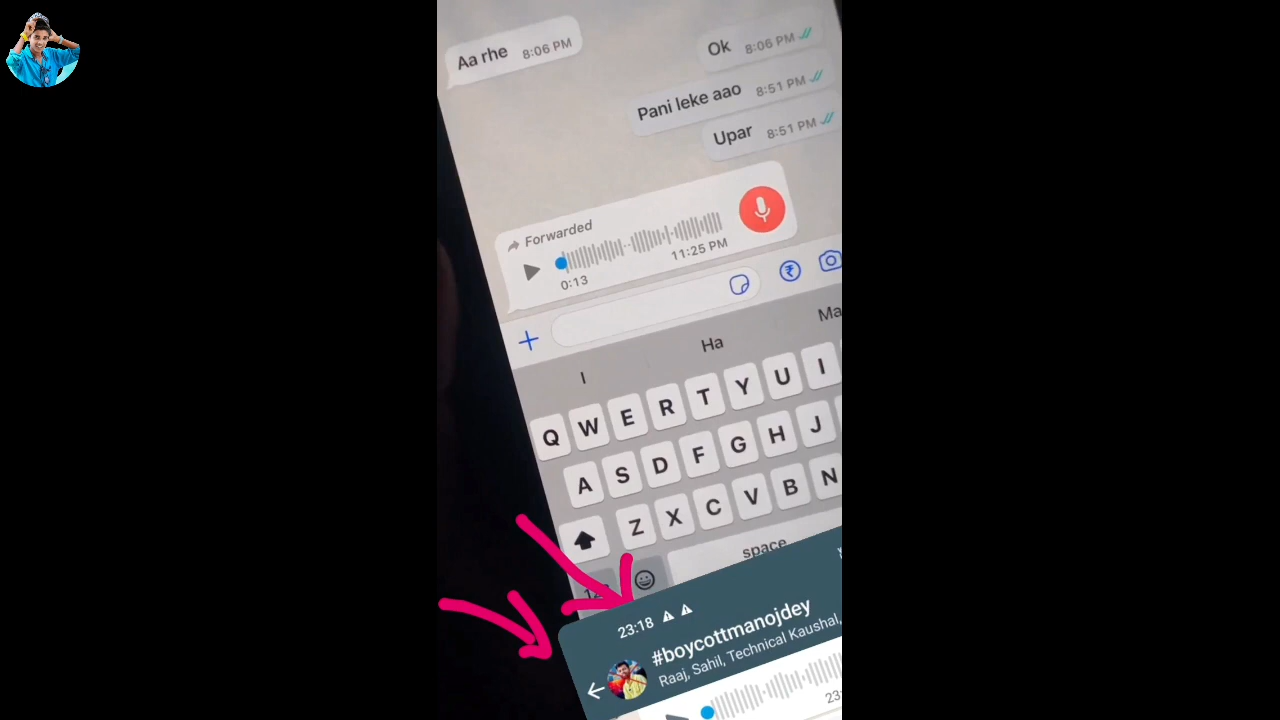 Aa rhe 8:06 PM
Ok 8:06 PM
Pani leke aao 8:51 PM
Upar 8:51 PM
Forwarded
0:13 11:25 PM
I Ha
Q W E R T Y U I
A S D F G H J
Z X C V B N
space
23:18
#boycottmanojdey
Raaj, Sahil, Technical Kaushal,